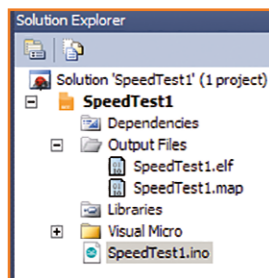 Solution Explorer
Solution 'SpeedTest1' (1 project)
SpeedTest1
Dependencies
Output Files
SpeedTest1.elf
SpeedTest1.map
Libraries
Visual Micro
SpeedTest1.ino